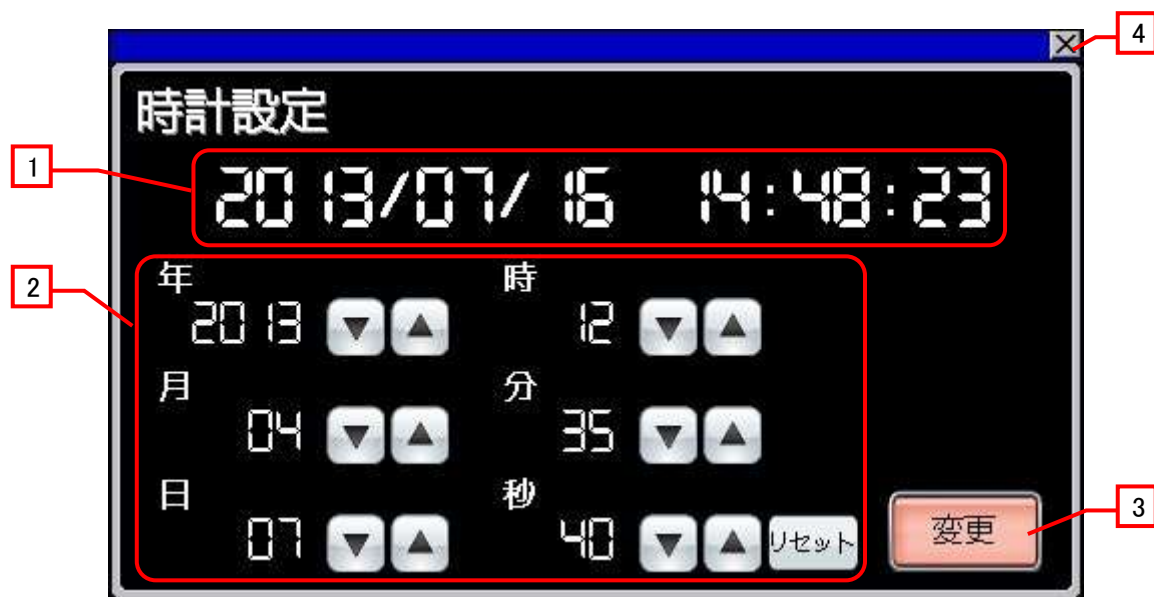 4
時計設定
1
2013/07/16 14:48:23
2
年 時
2013 ▼ ▲ 12 ▼ ▲
月 分
04 ▼ ▲ 35 ▼ ▲
日 秒
07 ▼ ▲ 40 ▼ ▲ リセット
変更
3